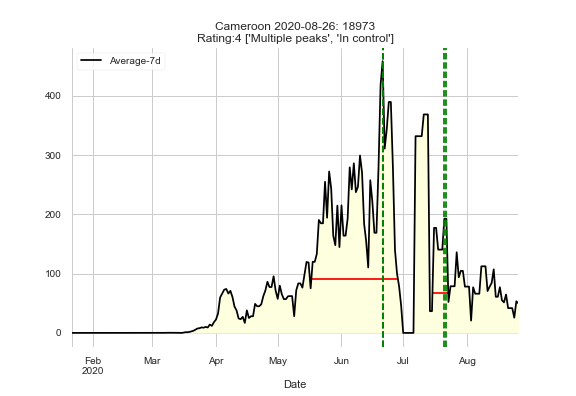 Cameroon 2020-08-26: 18973
Rating:4 ['Multiple peaks', 'In control']
Average-7d
400
300
200
100
0
Feb Mar Apr May Jun Jul Aug
2020
Date